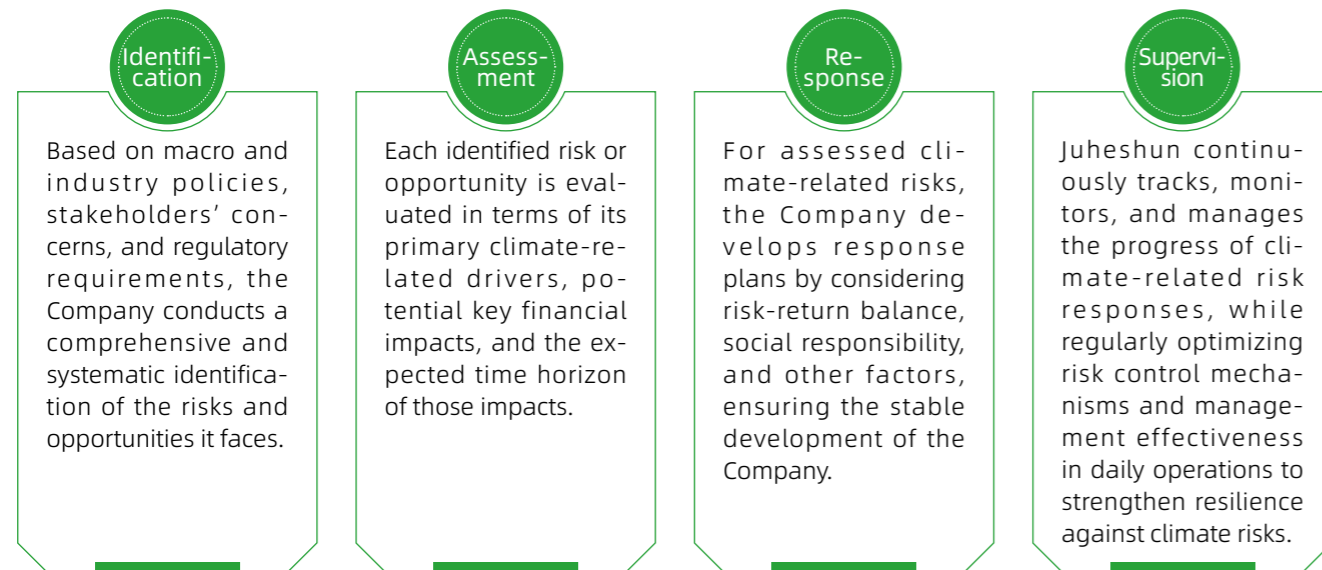 Identifi-
cation
Based on macro and
industry policies,
stakeholders’ con-
cerns, and regulatory
requirements, the
Company conducts a
comprehensive and
systematic identifica-
tion of the risks and
opportunities it faces.
Assess-
ment
Each identified risk or
opportunity is eval-
uated in terms of its
primary climate-re-
lated drivers, po-
tential key financial
impacts, and the ex-
pected time horizon
of those impacts.
Re-
sponse
For assessed cli-
mate-related risks,
the Company de-
velops response
plans by considering
risk-return balance,
social responsibility,
and other factors,
ensuring the stable
development of the
Company.
Supervi-
sion
Juheshun continu-
ously tracks, moni-
tors, and manages
the progress of cli-
mate-related risk
responses, while
regularly optimizing
risk control mecha-
nisms and manage-
ment effectiveness
in daily operations to
strengthen resilience
against climate risks.